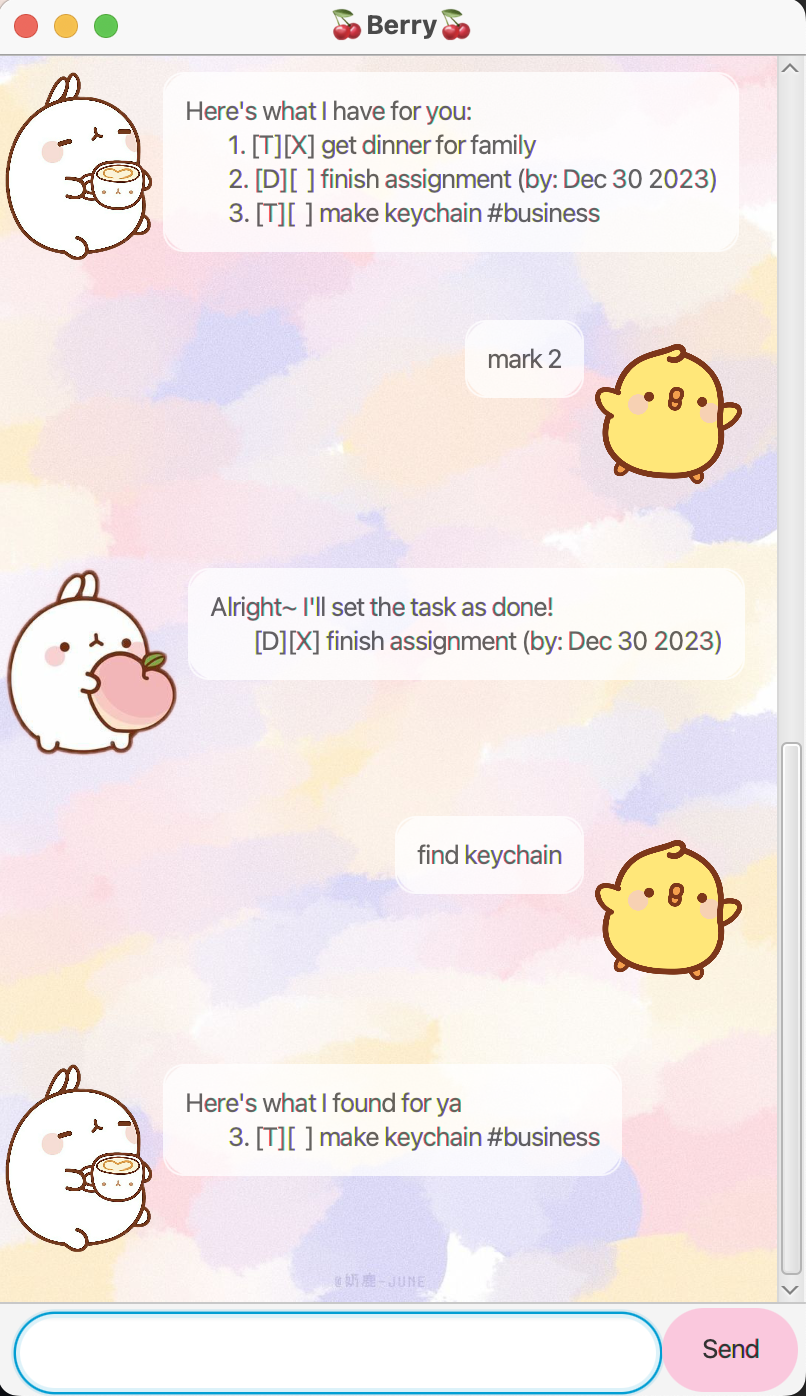 🍒Berry🍒
Here's what I have for you:
1. [T][X] get dinner for family
2. [D][ ] finish assignment (by: Dec 30 2023)
3. [T][ ] make keychain #business
mark 2
Alright~ I'll set the task as done!
[D][X] finish assignment (by: Dec 30 2023)
find keychain
Here's what I found for ya
3. [T][ ] make keychain #business
@奶鹿-JUNE
Send